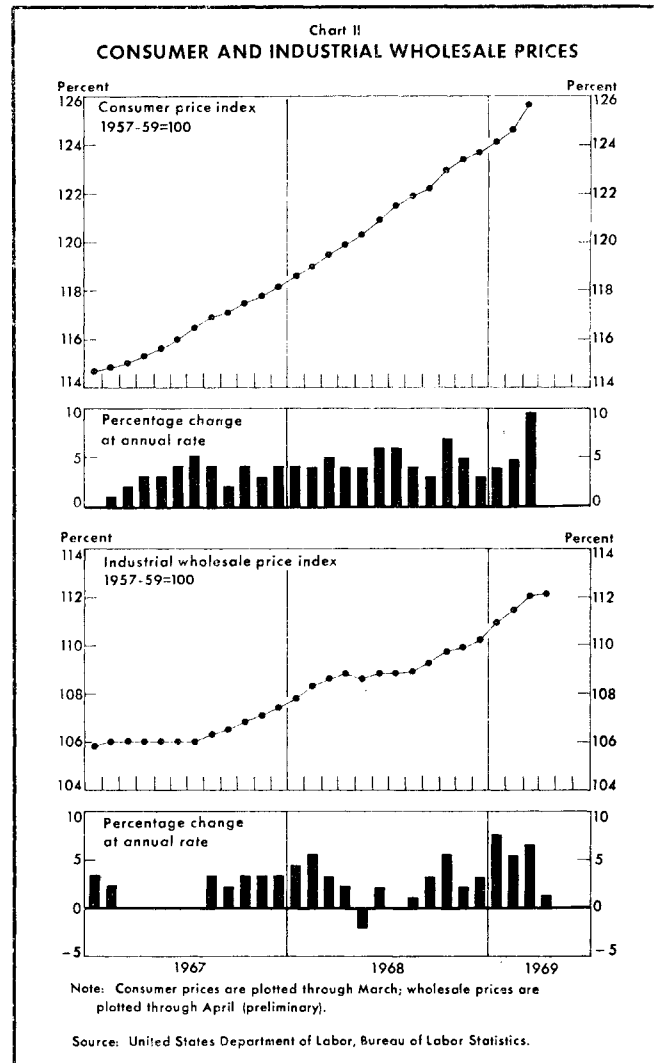 Chart II
CONSUMER AND INDUSTRIAL WHOLESALE PRICES
Percent Percent
126 126
Consumer price index
1957-59=100
124 124
122 122
120 120
118 118
116 116
114 114
10 10
Percentage change
at annual rate
5 5
0 0
Percent Percent
114 114
Industrial wholesale price index
1957-59=100
112 112
110 110
108 108
106 106
104 104
10 10
Percentage change
at annual rate
5 5
0 0
-5 -5
1967 1968 1969
Note: Consumer prices are plotted through March; wholesale prices are
plotted through April (preliminary).
Source: United States Department of Labor, Bureau of Labor Statistics.